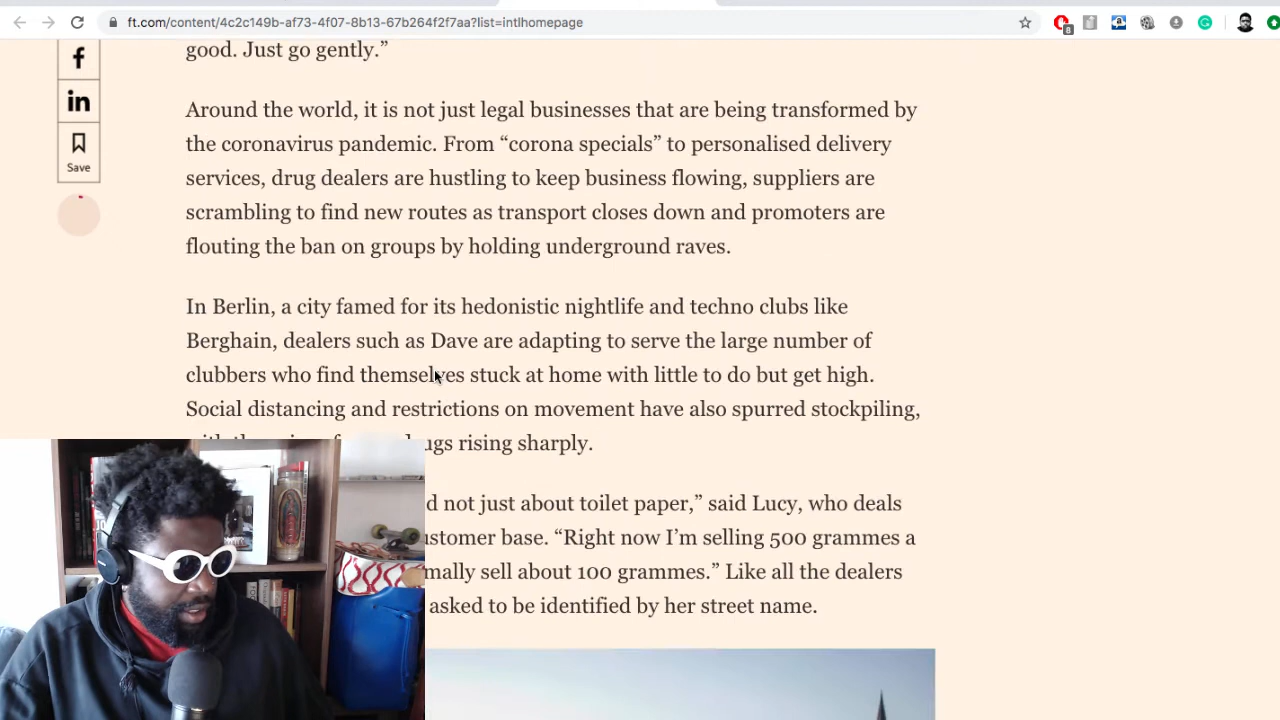 ft.com/content/4c2c149b-af73-4f07-8b13-67b264f2f7aa?list=intlhomepage
8
good. Just go gently.”
f
in
Save
Around the world, it is not just legal businesses that are being transformed by
the coronavirus pandemic. From “corona specials” to personalised delivery
services, drug dealers are hustling to keep business flowing, suppliers are
scrambling to find new routes as transport closes down and promoters are
flouting the ban on groups by holding underground raves.
In Berlin, a city famed for its hedonistic nightlife and techno clubs like
Berghain, dealers such as Dave are adapting to serve the large number of
clubbers who find themselves stuck at home with little to do but get high.
Social distancing and restrictions on movement have also spurred stockpiling,
rising sharply.
not just about toilet paper,” said Lucy, who deals
base. “Right now I’m selling 500 grammes a
sell about 100 grammes.” Like all the dealers
asked to be identified by her street name.